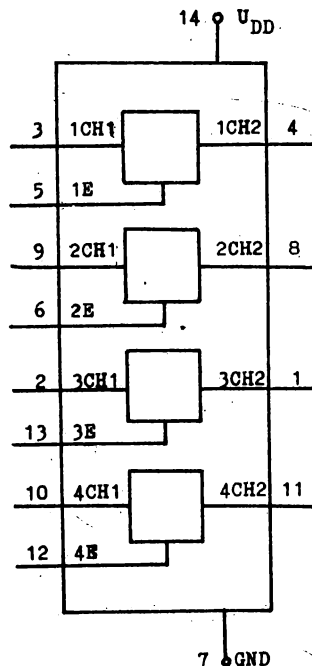 14 U_DD
3 1CH1 1CH2 4
5 1E
9 2CH1 2CH2 8
6 2E
2 3CH1 3CH2 1
13 3E
10 4CH1 4CH2 11
12 4E
7 GND